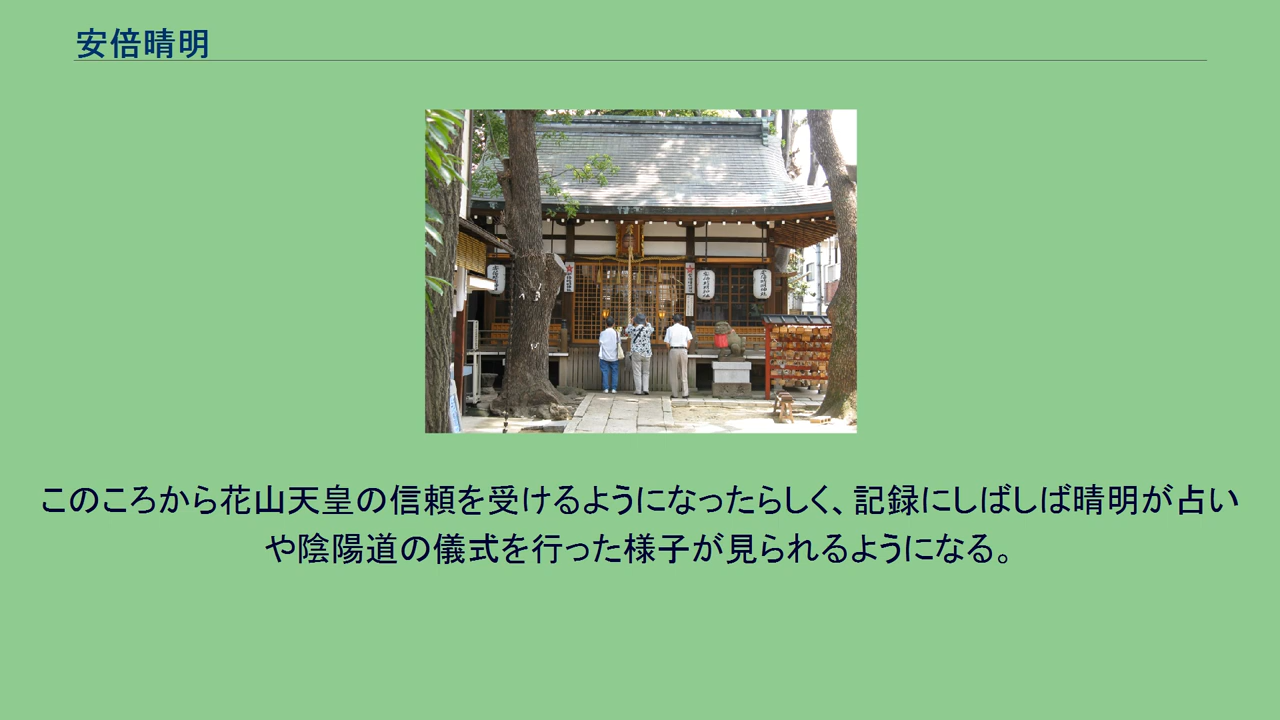 安倍晴明
このころから花山天皇の信頼を受けるようになったらしく、記録にしばしば晴明が占い
や陰陽道の儀式を行った様子が見られるようになる。